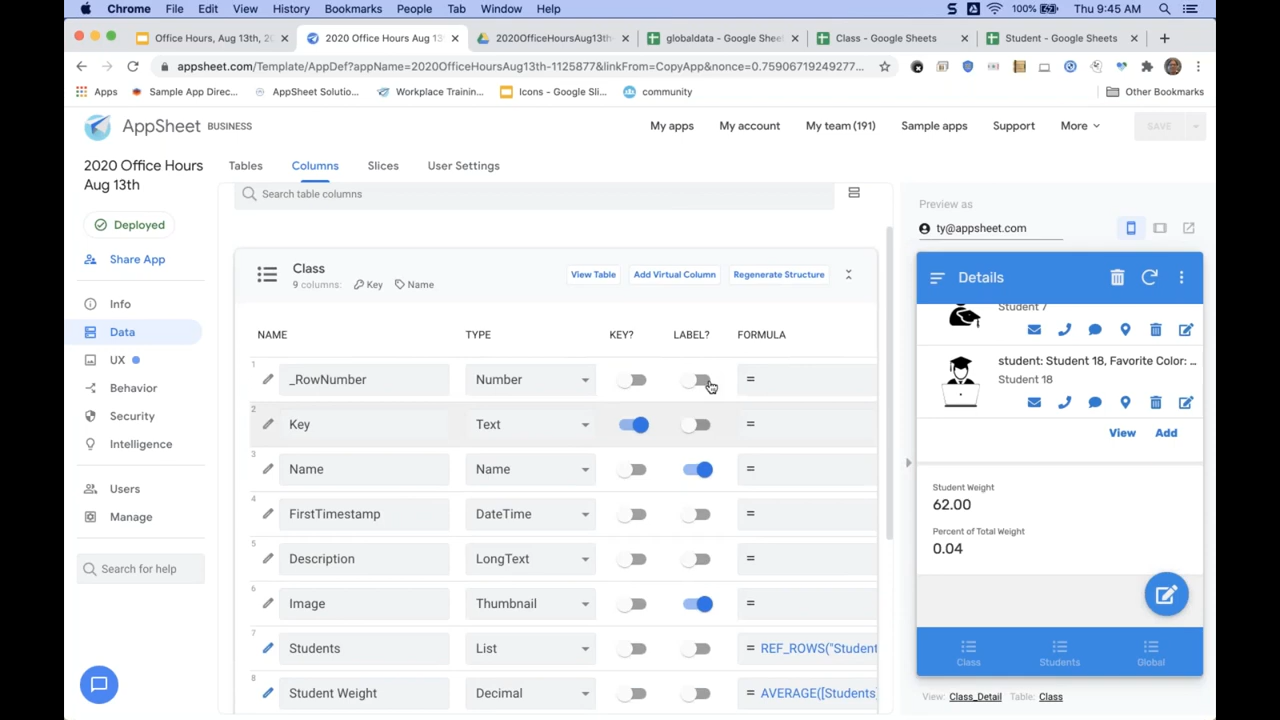 Chrome File Edit View History Bookmarks People Tab Window Help S 100% Thu 9:45 AM
Office Hours, Aug 13th, 20 2020 Office Hours Aug 13 2020OfficeHoursAug13th globaldata - Google Shee Class - Google Sheets Student - Google Sheets
appsheet.com/Template/AppDef?appName=2020OfficeHoursAug13th-1125877&linkFrom=CopyApp&nonce=0.75906719249277...
Apps Sample App Direc... AppSheet Solutio... Workplace Trainin... Icons - Google Sli... community Other Bookmarks
AppSheet BUSINESS My apps My account My team (191) Sample apps Support More SAVE
2020 Office Hours Aug 13th
Tables Columns Slices User Settings
Deployed
Share App
Info
Data
UX
Behavior
Security
Intelligence
Users
Manage
Search for help
Search table columns
Class
9 columns: Key Name
View Table Add Virtual Column Regenerate Structure
NAME TYPE KEY? LABEL? FORMULA
1 _RowNumber Number =
2 Key Text =
3 Name Name =
4 FirstTimestamp DateTime =
5 Description LongText =
6 Image Thumbnail =
7 Students List = REF_ROWS("Student
8 Student Weight Decimal = AVERAGE([Students
Preview as
ty@appsheet.com
Details
Student 7
student: Student 18, Favorite Color: ...
Student 18
View Add
Student Weight
62.00
Percent of Total Weight
0.04
Class Students Global
View: Class_Detail Table: Class